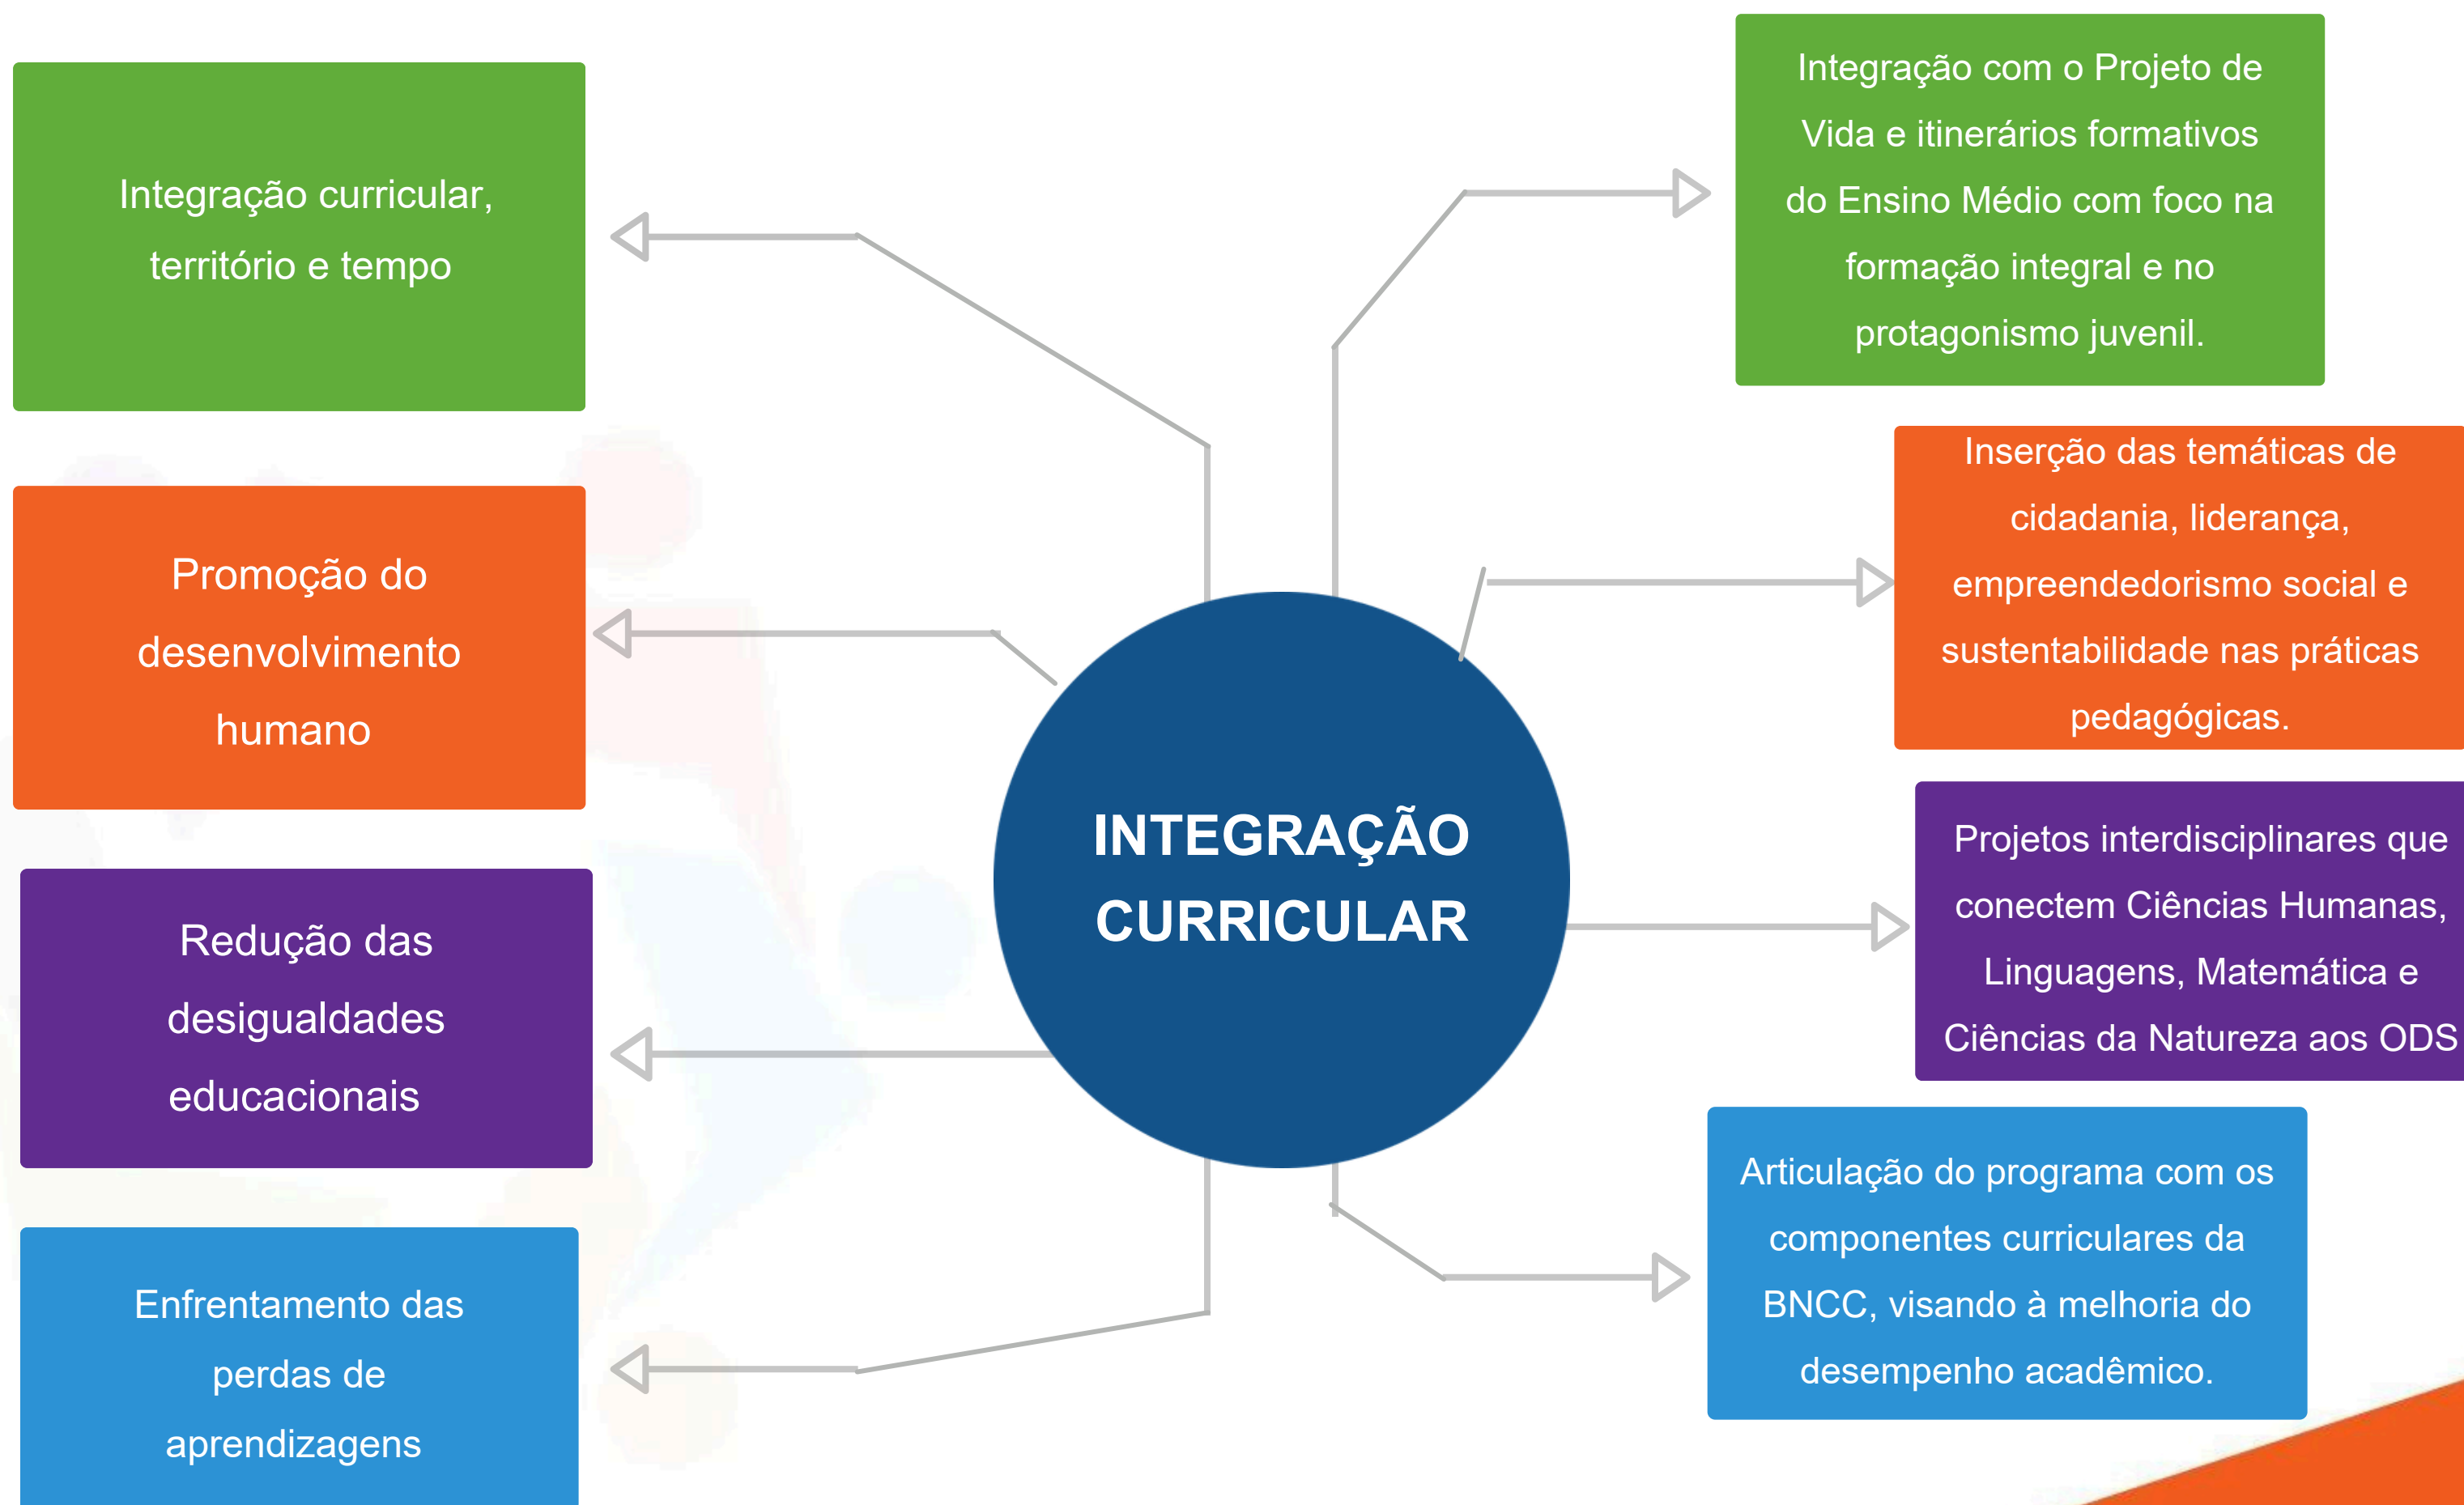 Integração curricular,
território e tempo
Promoção do
desenvolvimento
humano
Redução das
desigualdades
educacionais
Enfrentamento das
perdas de
aprendizagens
INTEGRAÇÃO
CURRICULAR
Integração com o Projeto de
Vida e itinerários formativos
do Ensino Médio com foco na
formação integral e no
protagonismo juvenil.
Inserção das temáticas de
cidadania, liderança,
empreendedorismo social e
sustentabilidade nas práticas
pedagógicas.
Projetos interdisciplinares que
conectem Ciências Humanas,
Linguagens, Matemática e
Ciências da Natureza aos ODS
Articulação do programa com os
componentes curriculares da
BNCC, visando à melhoria do
desempenho acadêmico.